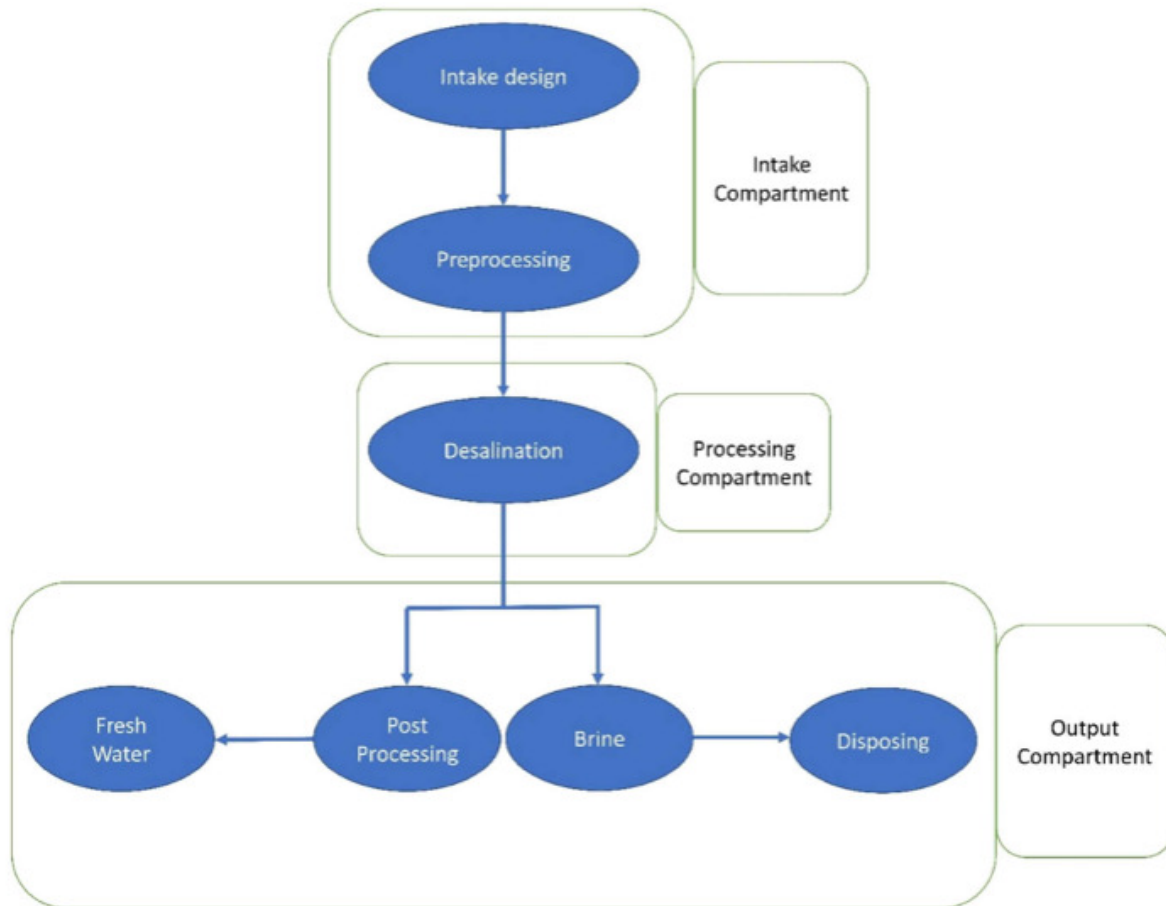 Intake design
Intake
Compartment
Preprocessing
Desalination
Processing
Compartment
Fresh
Water
Post
Processing
Brine
Disposing
Output
Compartment